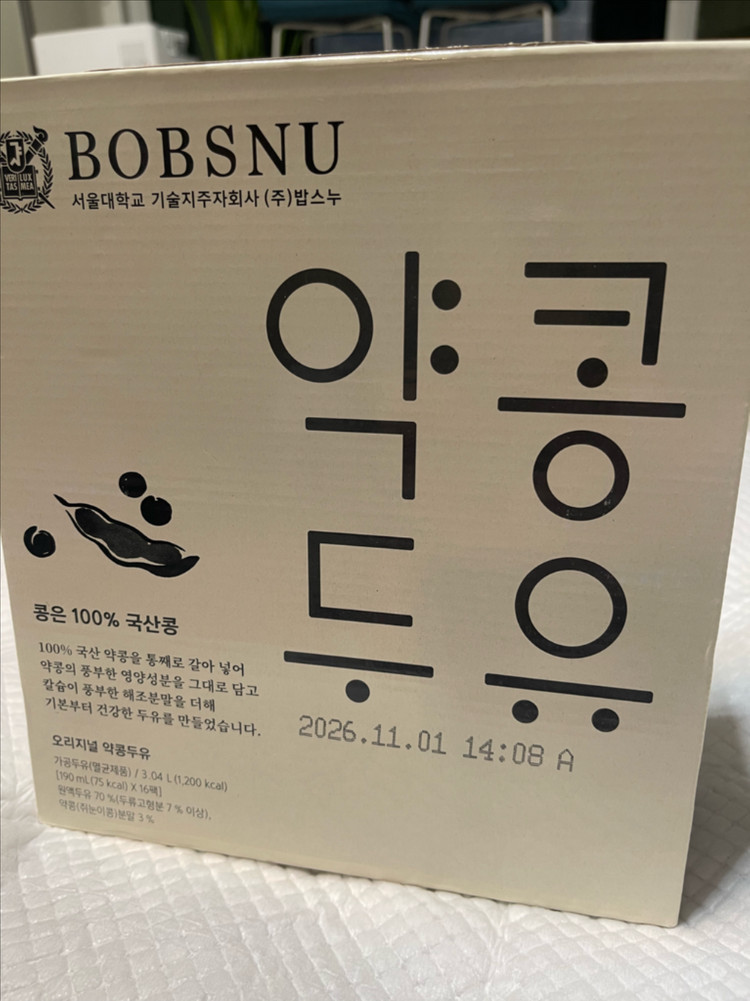 VERI LUX
TAS MEA
BOBSNU
서울대학교 기술지주자회사 (주)밥스누
약콩
두유
콩은 100% 국산콩
100% 국산 약콩을 통째로 갈아 넣어
약콩의 풍부한 영양성분을 그대로 담고
칼슘이 풍부한 해조분말을 더해
기본부터 건강한 두유를 만들었습니다.
2026.11.01 14:08 A
오리지널 약콩두유
가공두유(멸균제품) / 3.04 L (1,200 kcal)
[190 mL (75 kcal) X 16팩]
원액두유 70 %(두류고형분 7 % 이상),
약콩(쥐눈이콩)분말 3 %